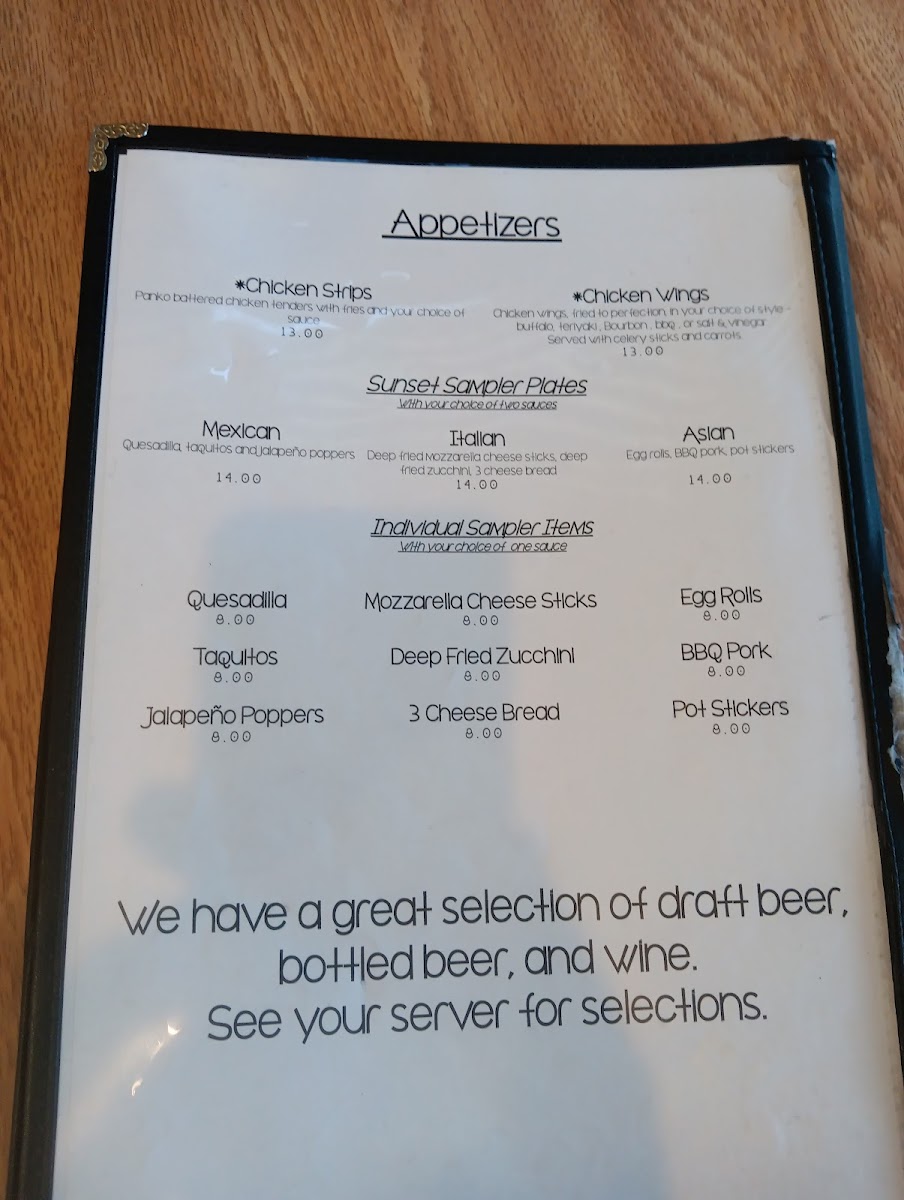 Appetizers
*Chicken Strips
Panko battered chicken tenders with fries and your choice of
sauce
13.00
*Chicken Wings
Chicken wings, fried to perfection, in your choice of style -
buffalo, teriyaki, Bourbon, bbq, or salt & vinegar
Served with celery sticks and carrots.
13.00
Sunset Sampler Plates
With your choice of two sauces
Mexican
Quesadilla, taquitos and jalapeño poppers
14.00
Italian
Deep fried Mozzarella cheese sticks, deep
fried zucchini, 3 cheese bread
14.00
Asian
Egg rolls, BBQ pork, pot stickers
14.00
Individual Sampler Items
With your choice of one sauce
Quesadilla
8.00
Mozzarella Cheese Sticks
8.00
Egg Rolls
8.00
Taquitos
8.00
Deep Fried Zucchini
8.00
BBQ Pork
8.00
Jalapeño Poppers
8.00
3 Cheese Bread
8.00
Pot Stickers
8.00
We have a great selection of draft beer,
bottled beer, and wine.
See your server for selections.